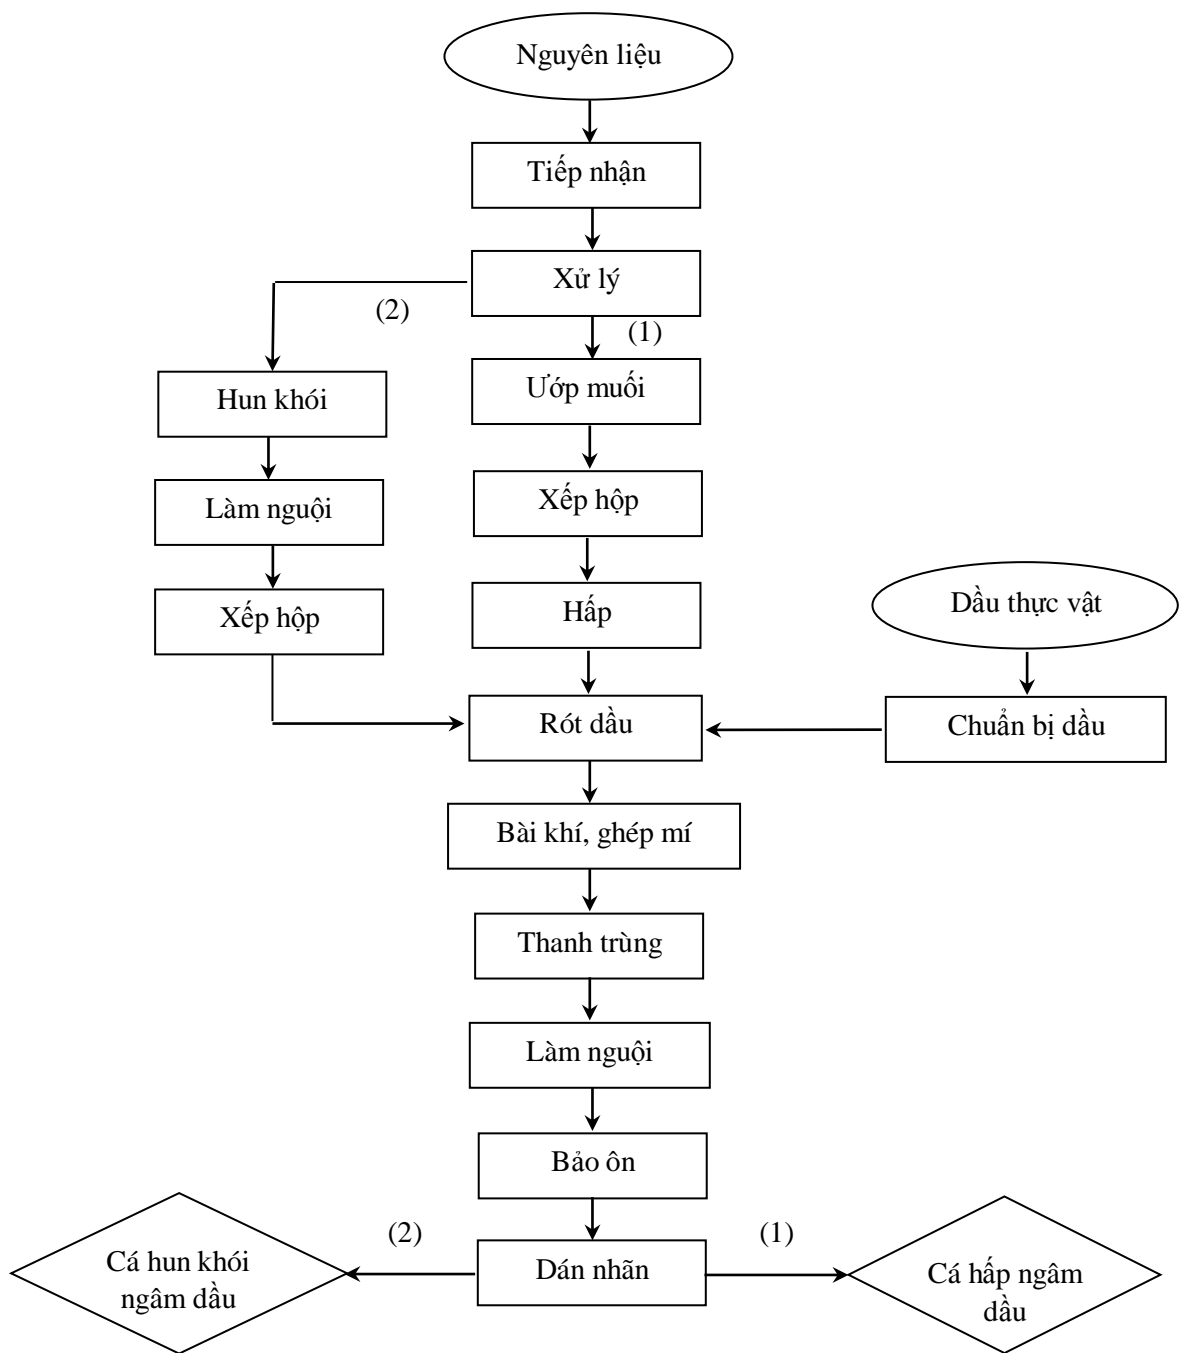 Nguyên liệu
Tiếp nhận
Xử lý
(2)
(1)
Ướp muối
Hun khói
Xếp hộp
Làm nguội
Hấp
Dầu thực vật
Xếp hộp
Rót dầu
Chuẩn bị dầu
Bài khí, ghép mí
Thanh trùng
Làm nguội
Bảo ôn
(2)
(1)
Cá hun khói
ngâm dầu
Dán nhãn
Cá hấp ngâm
dầu